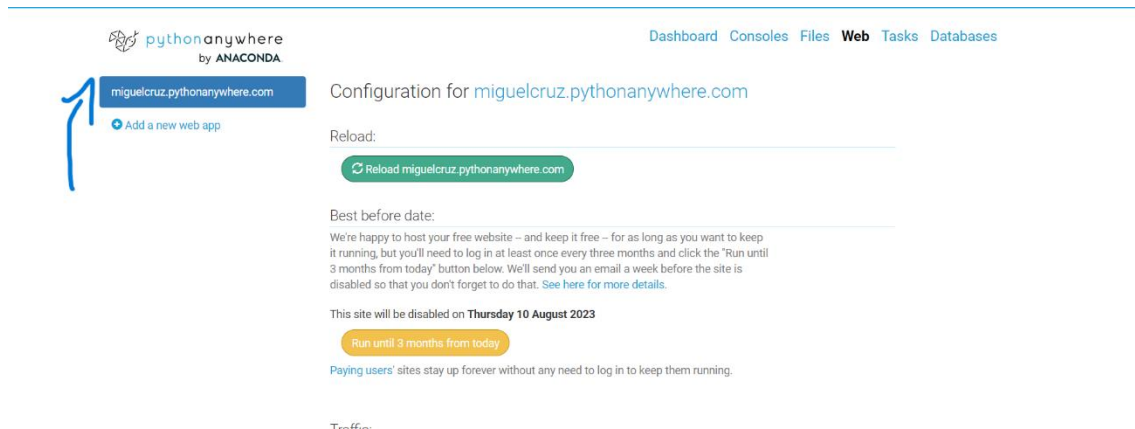 pythonanywhere
by ANACONDA.
Dashboard Consoles Files Web Tasks Databases
miguelcruz.pythonanywhere.com
Add a new web app
Configuration for miguelcruz.pythonanywhere.com
Reload:
Reload miguelcruz.pythonanywhere.com
Best before date:
We're happy to host your free website – and keep it free – for as long as you want to keep
it running, but you'll need to log in at least once every three months and click the "Run until
3 months from today" button below. We'll send you an email a week before the site is
disabled so that you don't forget to do that. See here for more details.
This site will be disabled on Thursday 10 August 2023
Run until 3 months from today
Paying users' sites stay up forever without any need to log in to keep them running.
Traffic: